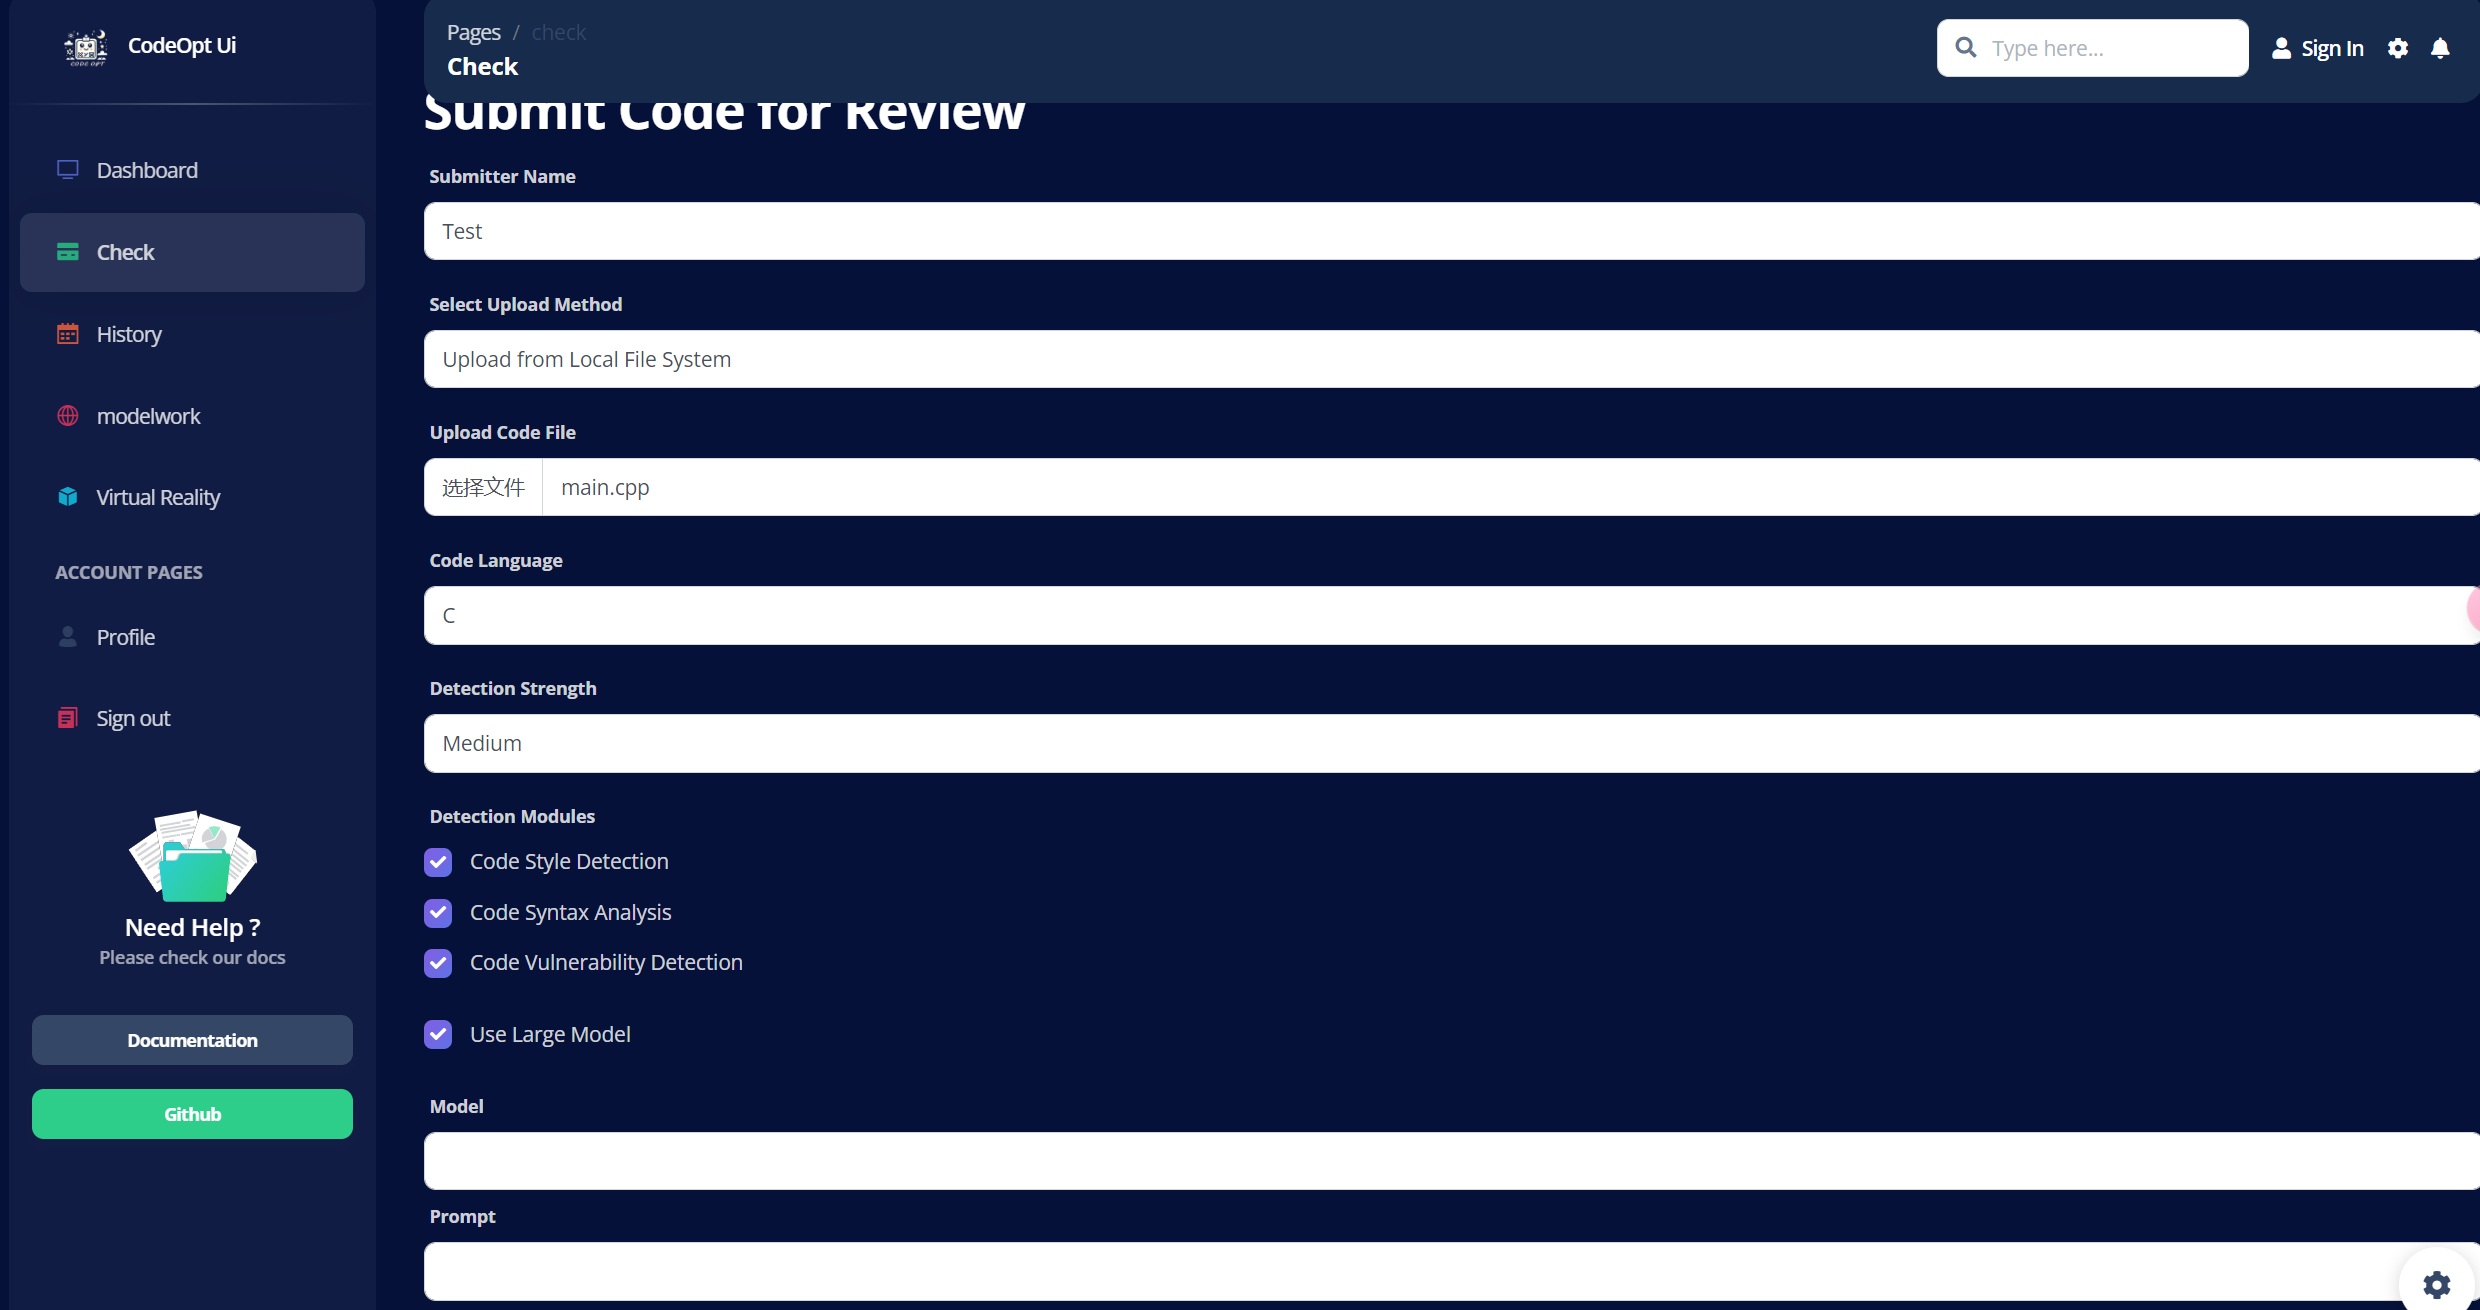 CodeOpt Ui
Dashboard
Check
History
modelwork
Virtual Reality
ACCOUNT PAGES
Profile
Sign out
Need Help ?
Please check our docs
Documentation
Github
Pages / check
Check
Type here...
Sign In
Submit Code for Review
Submitter Name
Test
Select Upload Method
Upload from Local File System
Upload Code File
选择文件 main.cpp
Code Language
C
Detection Strength
Medium
Detection Modules
Code Style Detection
Code Syntax Analysis
Code Vulnerability Detection
Use Large Model
Model
Prompt